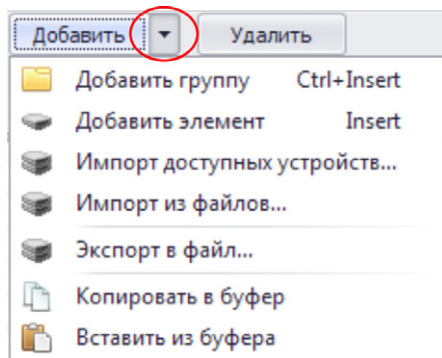 Добавить Удалить
Добавить группу Ctrl+Insert
Добавить элемент Insert
Импорт доступных устройств...
Импорт из файлов...
Экспорт в файл...
Копировать в буфер
Вставить из буфера